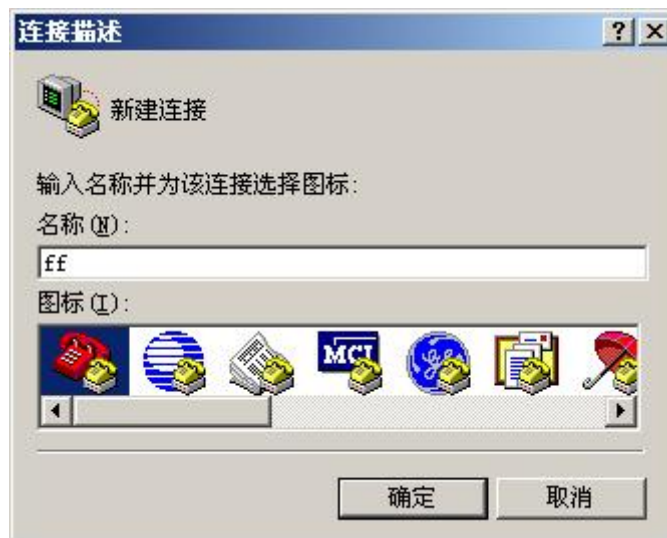 连接描述
新建连接
输入名称并为该连接选择图标:
名称(N):
ff
图标(I):
MCI
确定
取消